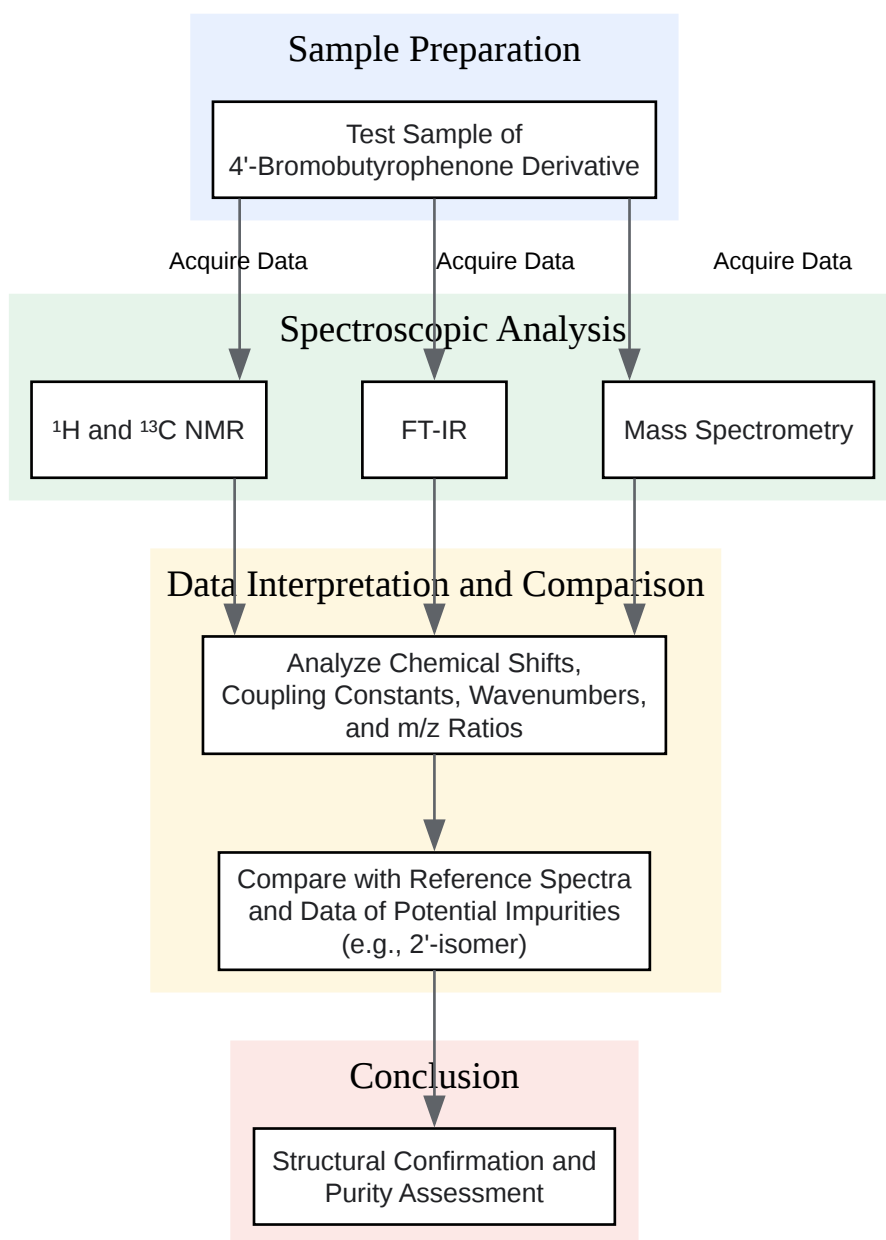 Sample Preparation
Test Sample of
4'-Bromobutyrophenone Derivative
Acquire Data
Acquire Data
Acquire Data
Spectroscopic Analysis
¹H and ¹³C NMR
FT-IR
Mass Spectrometry
Data Interpretation and Comparison
Analyze Chemical Shifts,
Coupling Constants, Wavenumbers,
and m/z Ratios
Compare with Reference Spectra
and Data of Potential Impurities
(e.g., 2'-isomer)
Conclusion
Structural Confirmation and
Purity Assessment